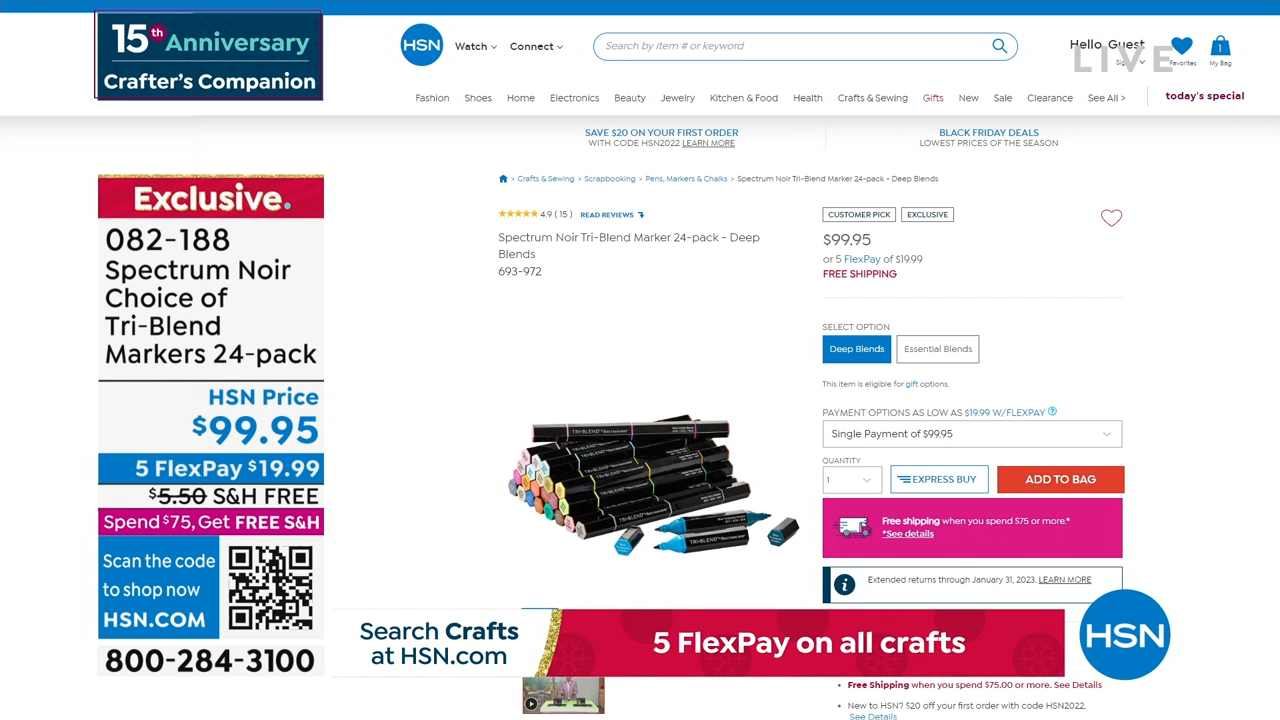 15th Anniversary
Crafter's Companion
HSN
Watch
Connect
Search by item # or keyword
Hello, Guest
LIVE
Favorites
1
My Bag
Fashion Shoes Home Electronics Beauty Jewelry Kitchen & Food Health Crafts & Sewing Gifts New Sale Clearance See All >
today's special
SAVE $20 ON YOUR FIRST ORDER
WITH CODE HSN2022 LEARN MORE
BLACK FRIDAY DEALS
LOWEST PRICES OF THE SEASON
> Crafts & Sewing > Scrapbooking > Pens, Markers & Chalks > Spectrum Noir Tri-Blend Marker 24-pack - Deep Blends
Exclusive.
082-188
Spectrum Noir
Choice of
Tri-Blend
Markers 24-pack
HSN Price
$99.95
5 FlexPay $19.99
$5.50 S&H FREE
Spend $75, Get FREE S&H
Scan the code
to shop now
HSN.COM
800-284-3100
4.9 ( 15 ) READ REVIEWS
Spectrum Noir Tri-Blend Marker 24-pack - Deep
Blends
693-972
TRI-BLEND
TRI-BLEND
CUSTOMER PICK
EXCLUSIVE
$99.95
or 5 FlexPay of $19.99
FREE SHIPPING
SELECT OPTION
Deep Blends
Essential Blends
This item is eligible for gift options.
PAYMENT OPTIONS AS LOW AS $19.99 W/FLEXPAY ?
Single Payment of $99.95
QUANTITY
1
EXPRESS BUY
ADD TO BAG
Free shipping when you spend $75 or more.*
*See details
Extended returns through January 31, 2023. LEARN MORE
Search Crafts
at HSN.com
5 FlexPay on all crafts
HSN
• Free Shipping when you spend $75.00 or more. See Details
• New to HSN? $20 off your first order with code HSN2022.
See Details